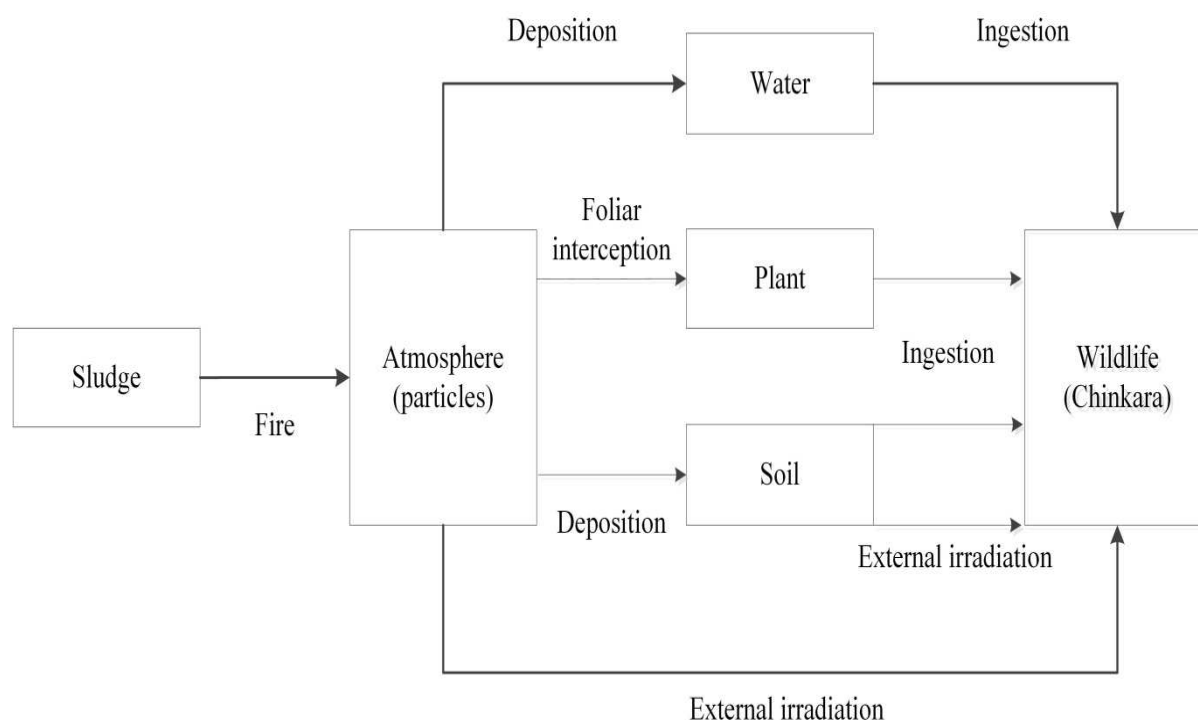 Deposition
Ingestion
Water
Foliar
interception
Plant
Sludge
Fire
Atmosphere
(particles)
Ingestion
Wildlife
(Chinkara)
Soil
Deposition
External irradiation
External irradiation